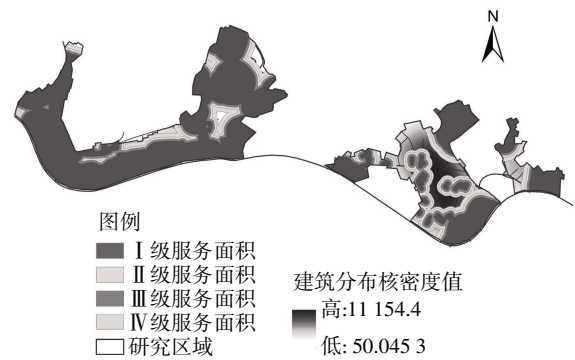 N
图例
Ⅰ级服务面积
Ⅱ级服务面积
Ⅲ级服务面积
Ⅳ级服务面积
研究区域
建筑分布核密度值
高:11 154.4
低: 50.045 3